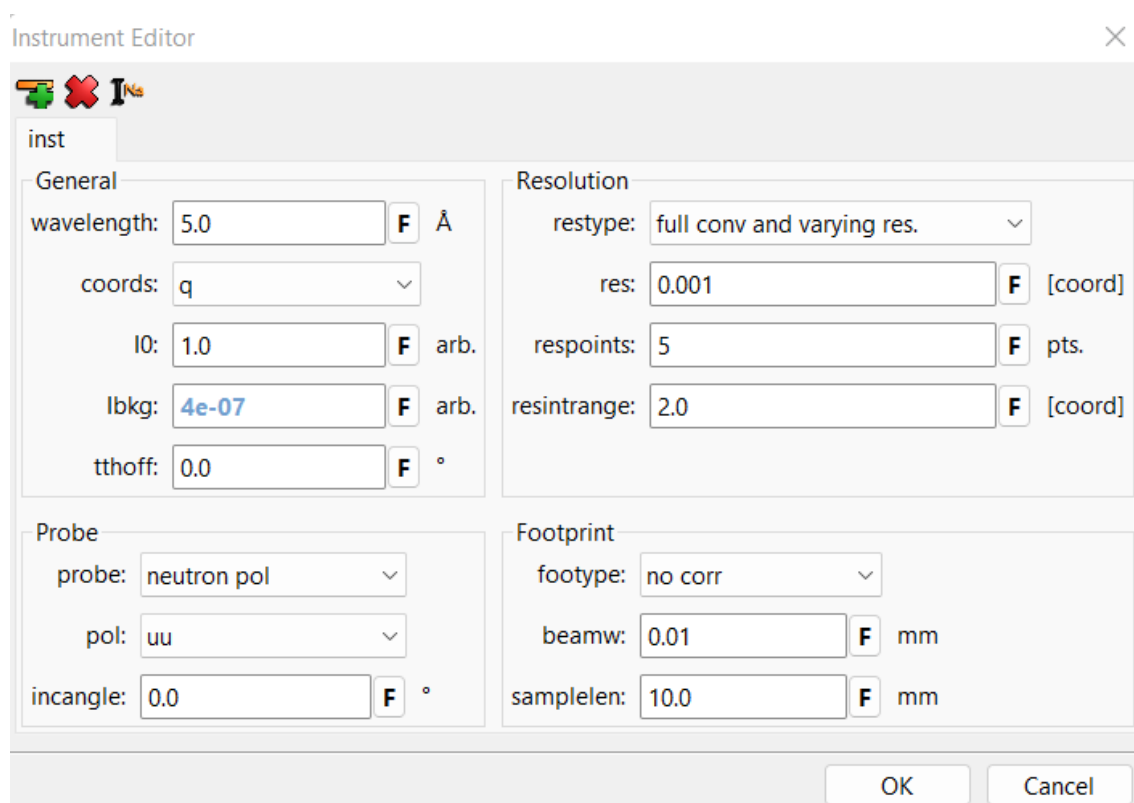 Instrument Editor
INa
inst
General
wavelength: 5.0 F Å
coords: q
I0: 1.0 F arb.
Ibkg: 4e-07 F arb.
tthoff: 0.0 F °
Resolution
restype: full conv and varying res.
res: 0.001 F [coord]
respoints: 5 F pts.
resintrange: 2.0 F [coord]
Probe
probe: neutron pol
pol: uu
incangle: 0.0 F °
Footprint
footype: no corr
beamw: 0.01 F mm
samplelen: 10.0 F mm
OK
Cancel